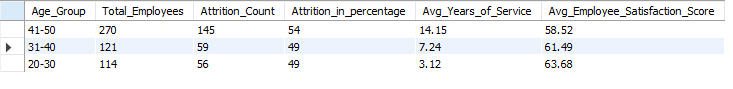 Age_Group Total_Employees Attrition_Count Attrition_in_percentage Avg_Years_of_Service Avg_Employee_Satisfaction_Score
41-50 270 145 54 14.15 58.52
31-40 121 59 49 7.24 61.49
20-30 114 56 49 3.12 63.68